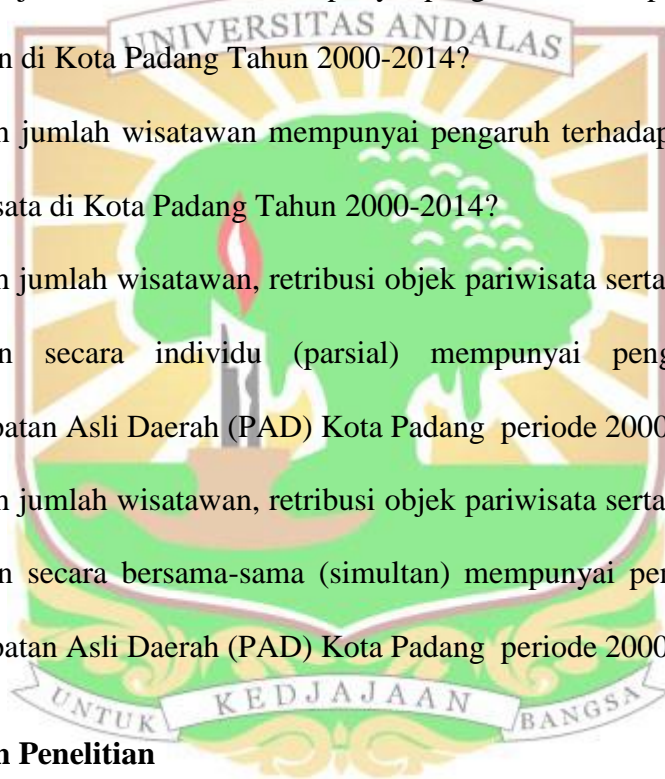 UNIVERSITAS ANDALAS
n di Kota Padang Tahun 2000-2014?
n jumlah wisatawan mempunyai pengaruh terhadap
sata di Kota Padang Tahun 2000-2014?
n jumlah wisatawan, retribusi objek pariwisata serta
n secara individu (parsial) mempunyai peng
patan Asli Daerah (PAD) Kota Padang periode 2000
n jumlah wisatawan, retribusi objek pariwisata serta
n secara bersama-sama (simultan) mempunyai pen
patan Asli Daerah (PAD) Kota Padang periode 2000
UNTUK KEDJAJAAN BANGSA
n Penelitian